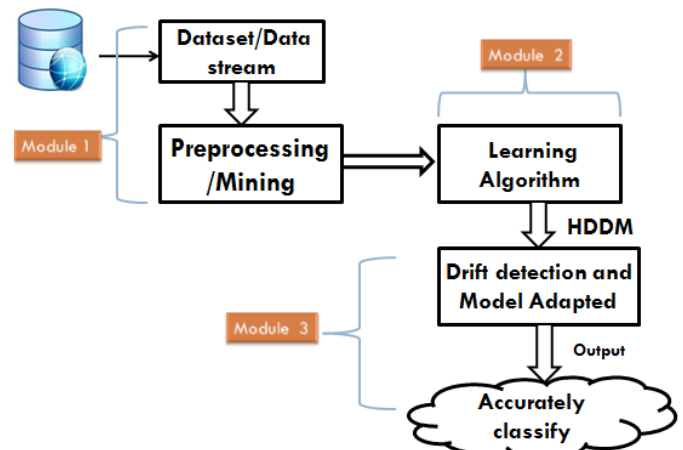 Dataset/Data
stream
Module 2
Module 1
Preprocessing
/Mining
Learning
Algorithm
HDDM
Drift detection and
Model Adapted
Module 3
Output
Accurately
classify